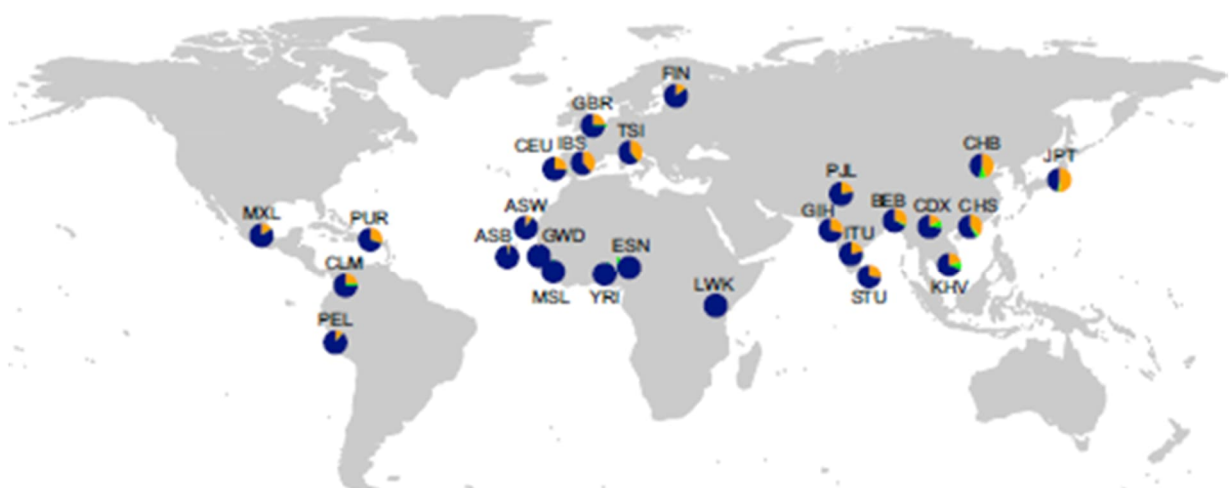 FIN
GBR
TSI
IBS
CEU
CHB
JPT
PJL
BEB
CDX
CHS
GIH
ITU
STU
KHV
ASW
ASB
GWD
ESN
MSL
YRI
LWK
MXL
PUR
CLM
PEL